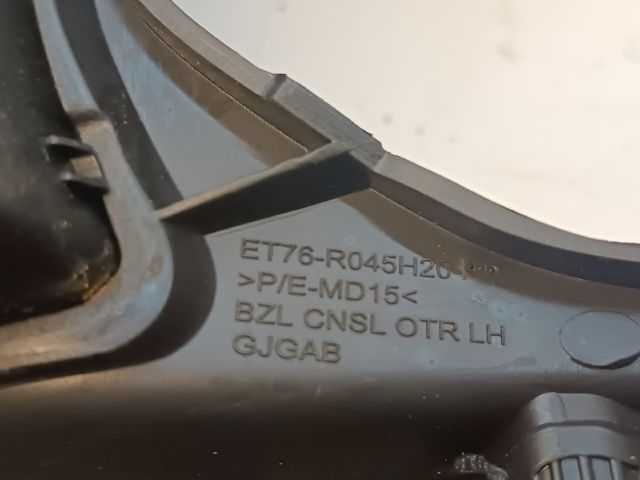 ET76-R045H20-
>P/E-MD15<
BZL CNSL OTR LH
GJGAB